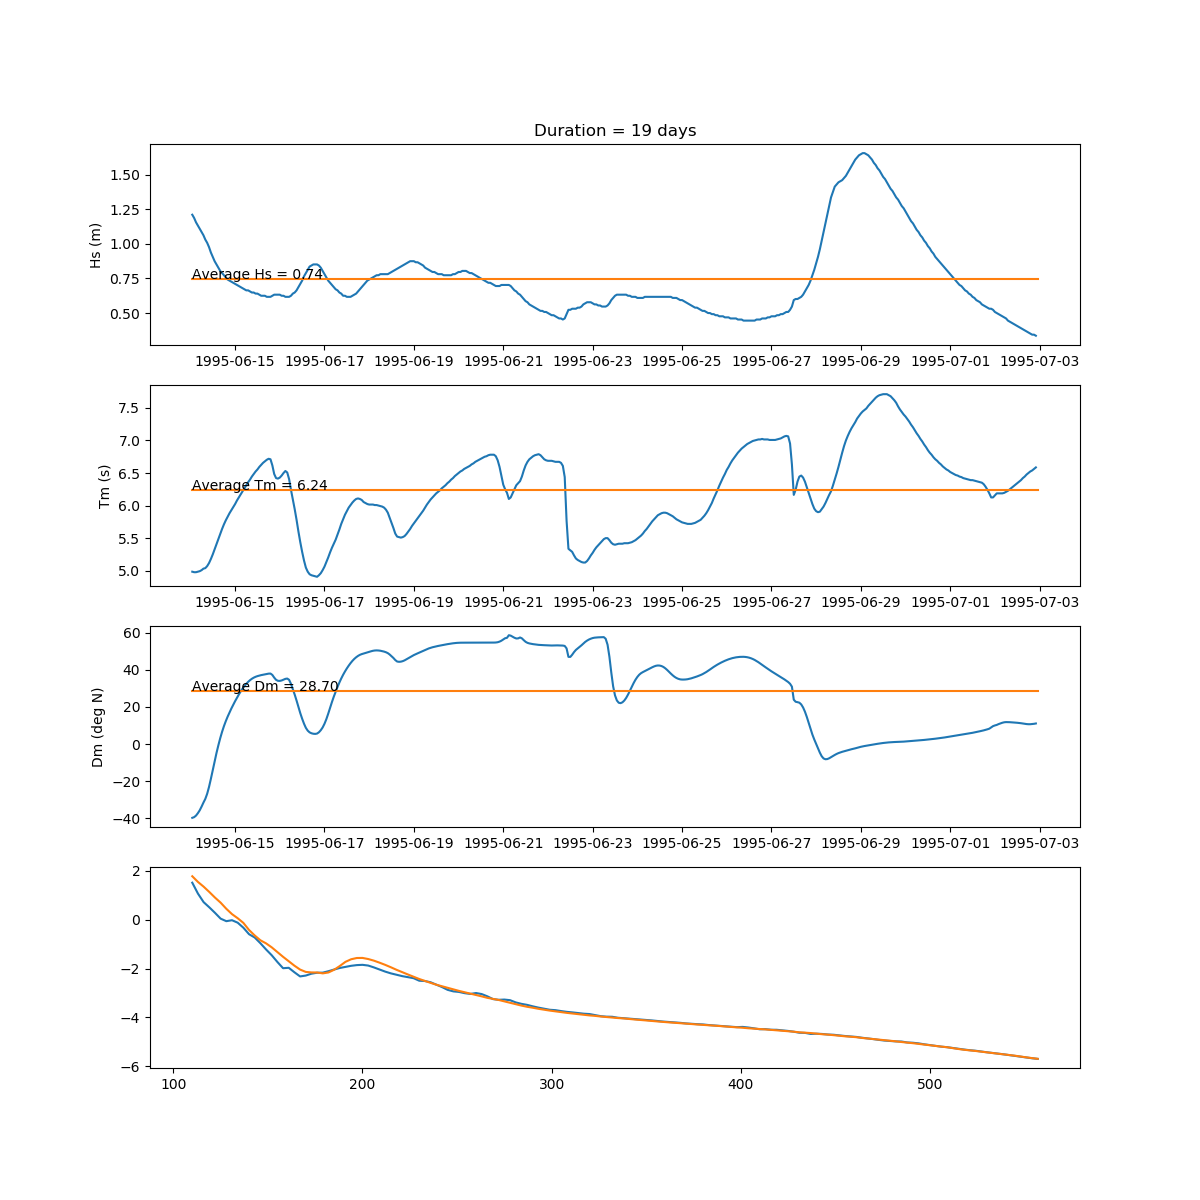 Duration = 19 days
1.50
1.25
1.00
0.75
0.50
Hs (m)
Average Hs = 0.74
1995-06-15 1995-06-17 1995-06-19 1995-06-21 1995-06-23 1995-06-25 1995-06-27 1995-06-29 1995-07-01 1995-07-03
7.5
7.0
6.5
6.0
5.5
5.0
Tm (s)
Average Tm = 6.24
1995-06-15 1995-06-17 1995-06-19 1995-06-21 1995-06-23 1995-06-25 1995-06-27 1995-06-29 1995-07-01 1995-07-03
60
40
20
0
−20
−40
Dm (deg N)
Average Dm = 28.70
1995-06-15 1995-06-17 1995-06-19 1995-06-21 1995-06-23 1995-06-25 1995-06-27 1995-06-29 1995-07-01 1995-07-03
2
0
−2
−4
−6
100 200 300 400 500